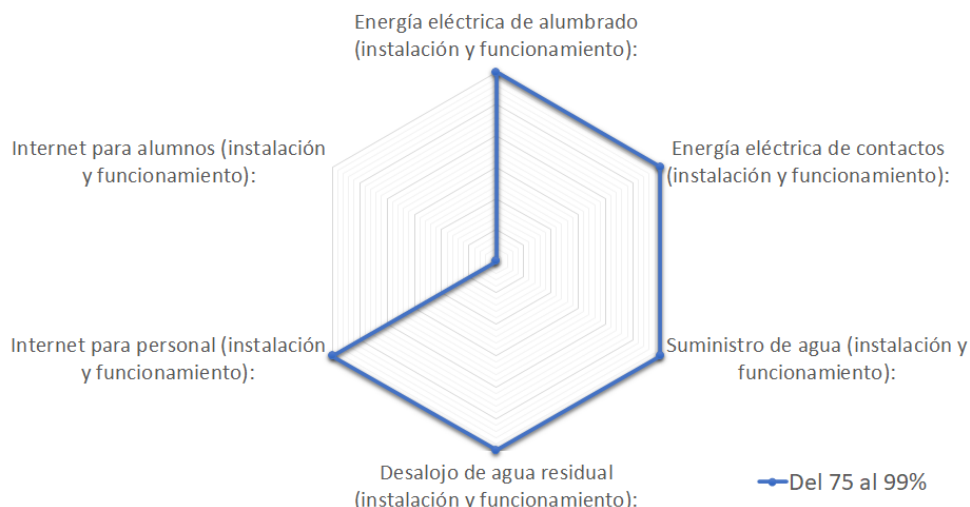 Energía eléctrica de alumbrado
(instalación y funcionamiento):
Internet para alumnos (instalación
y funcionamiento):
Energía eléctrica de contactos
(instalación y funcionamiento):
Internet para personal (instalación
y funcionamiento):
Suministro de agua (instalación y
funcionamiento):
Desalojo de agua residual
(instalación y funcionamiento):
Del 75 al 99%